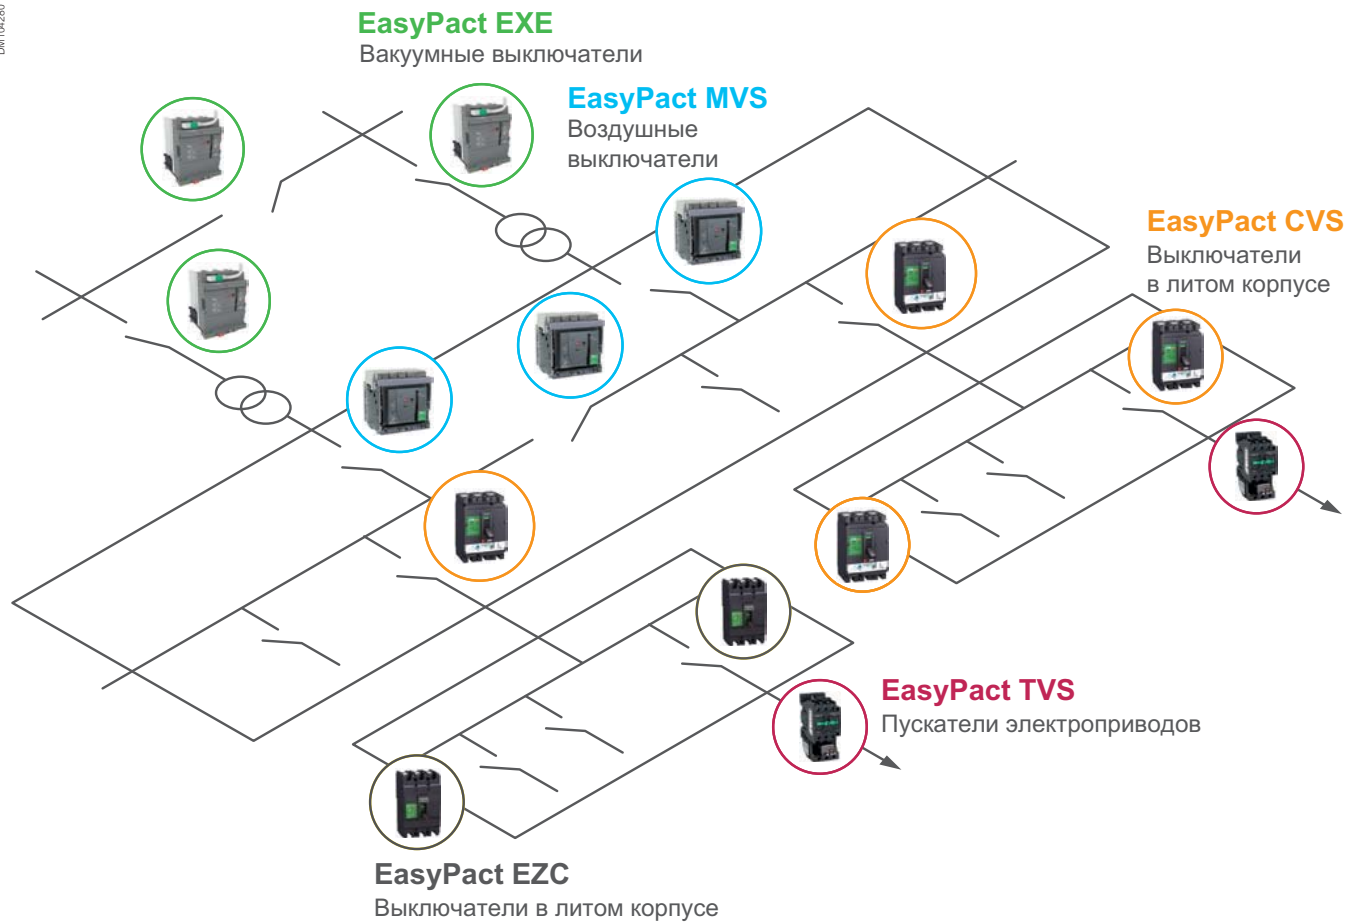 DM104280
EasyPact EXE
Вакуумные выключатели
EasyPact MVS
Воздушные
выключатели
EasyPact CVS
Выключатели
в литом корпусе
EasyPact TVS
Пускатели электроприводов
EasyPact EZC
Выключатели в литом корпусе